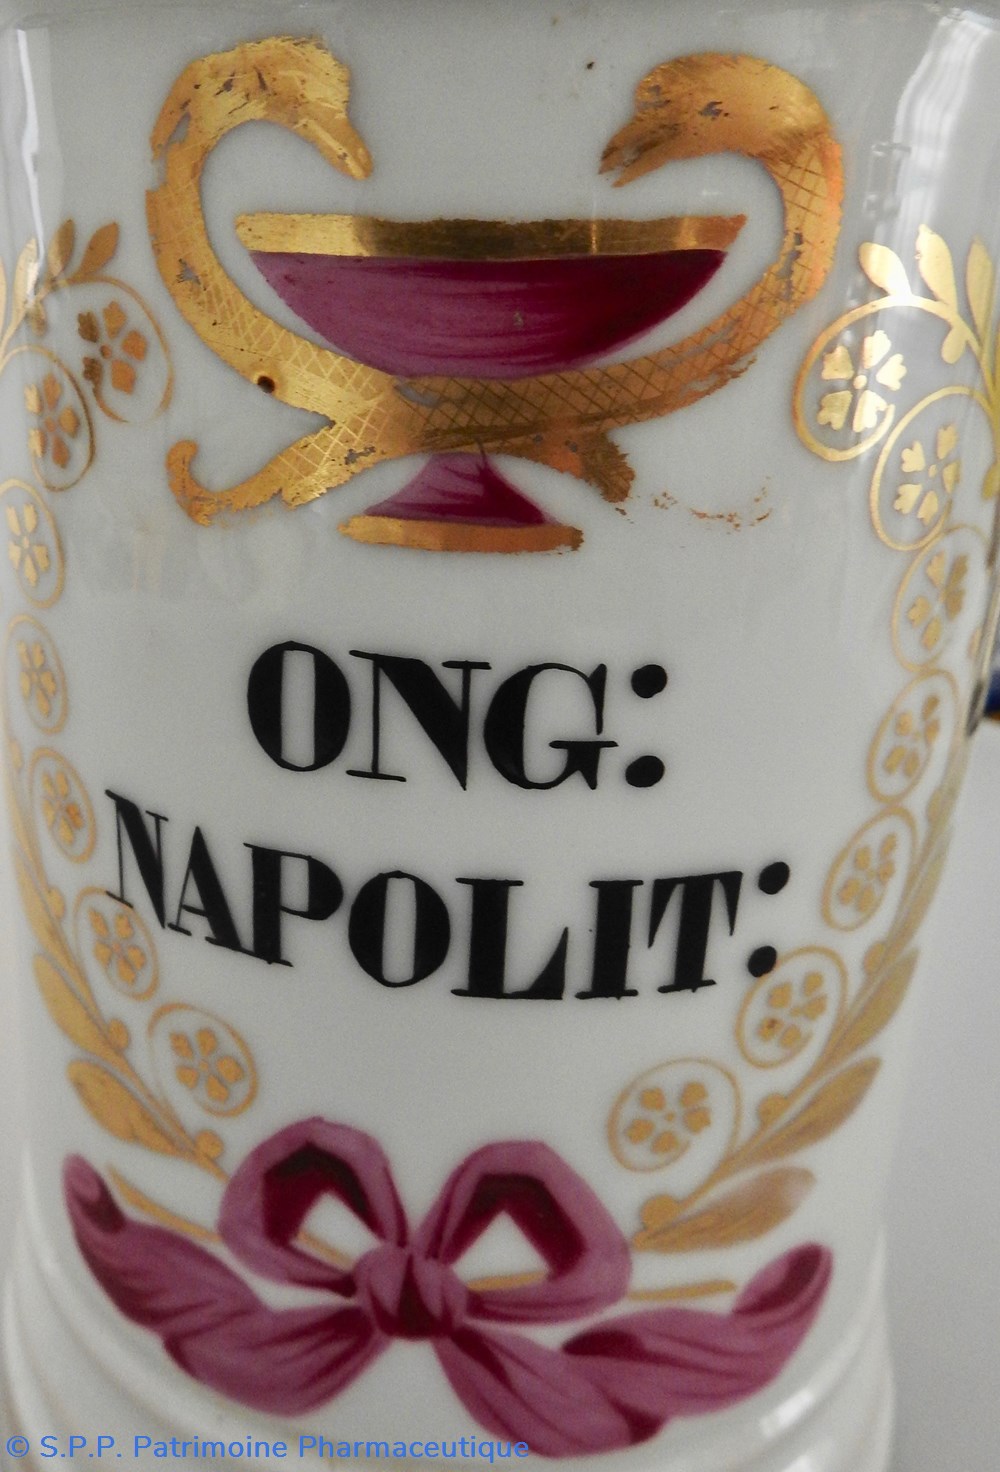 ONG:
NAPOLIT:
© S.P.P. Patrimoine Pharmaceutique